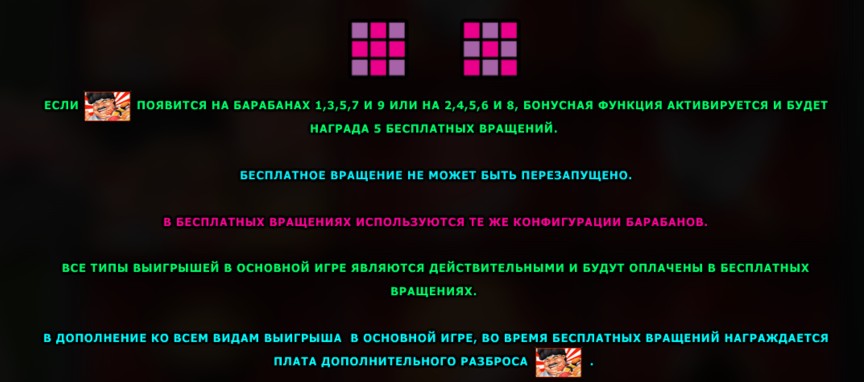 ЕСЛИ ПОЯВИТСЯ НА БАРАБАНАХ 1,3,5,7 И 9 ИЛИ НА 2,4,5,6 И 8, БОНУСНАЯ ФУНКЦИЯ АКТИВИРУЕТСЯ И БУДЕТ
НАГРАДА 5 БЕСПЛАТНЫХ ВРАЩЕНИЙ.
БЕСПЛАТНОЕ ВРАЩЕНИЕ НЕ МОЖЕТ БЫТЬ ПЕРЕЗАПУЩЕНО.
В БЕСПЛАТНЫХ ВРАЩЕНИЯХ ИСПОЛЬЗУЮТСЯ ТЕ ЖЕ КОНФИГУРАЦИИ БАРАБАНОВ.
ВСЕ ТИПЫ ВЫИГРЫШЕЙ В ОСНОВНОЙ ИГРЕ ЯВЛЯЮТСЯ ДЕЙСТВИТЕЛЬНЫМИ И БУДУТ ОПЛАЧЕНЫ В БЕСПЛАТНЫХ
ВРАЩЕНИЯХ.
В ДОПОЛНЕНИЕ КО ВСЕМ ВИДАМ ВЫИГРЫША В ОСНОВНОЙ ИГРЕ, ВО ВРЕМЯ БЕСПЛАТНЫХ ВРАЩЕНИЙ НАГРАЖДАЕТСЯ
ПЛАТА ДОПОЛНИТЕЛЬНОГО РАЗБРОСА .